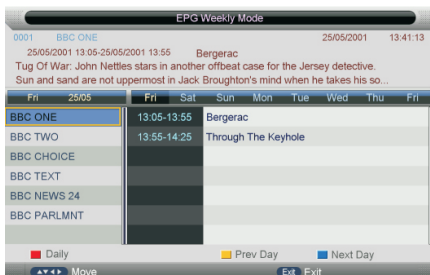 EPG Weekly Mode
0001 BBC ONE 25/05/2001 13:41:13
25/05/2001 13:05-25/05/2001 13:55 Bergerac
Tug Of War: John Nettles stars in another offbeat case for the Jersey detective.
Sun and sand are not uppermost in Jack Broughton's mind when he takes his so...
Fri 25/05 Fri Sat Sun Mon Tue Wed Thu Fri
BBC ONE 13:05-13:55 Bergerac
BBC TWO 13:55-14:25 Through The Keyhole
BBC CHOICE
BBC TEXT
BBC NEWS 24
BBC PARLMNT
Daily Prev Day Next Day
Move Exit Exit